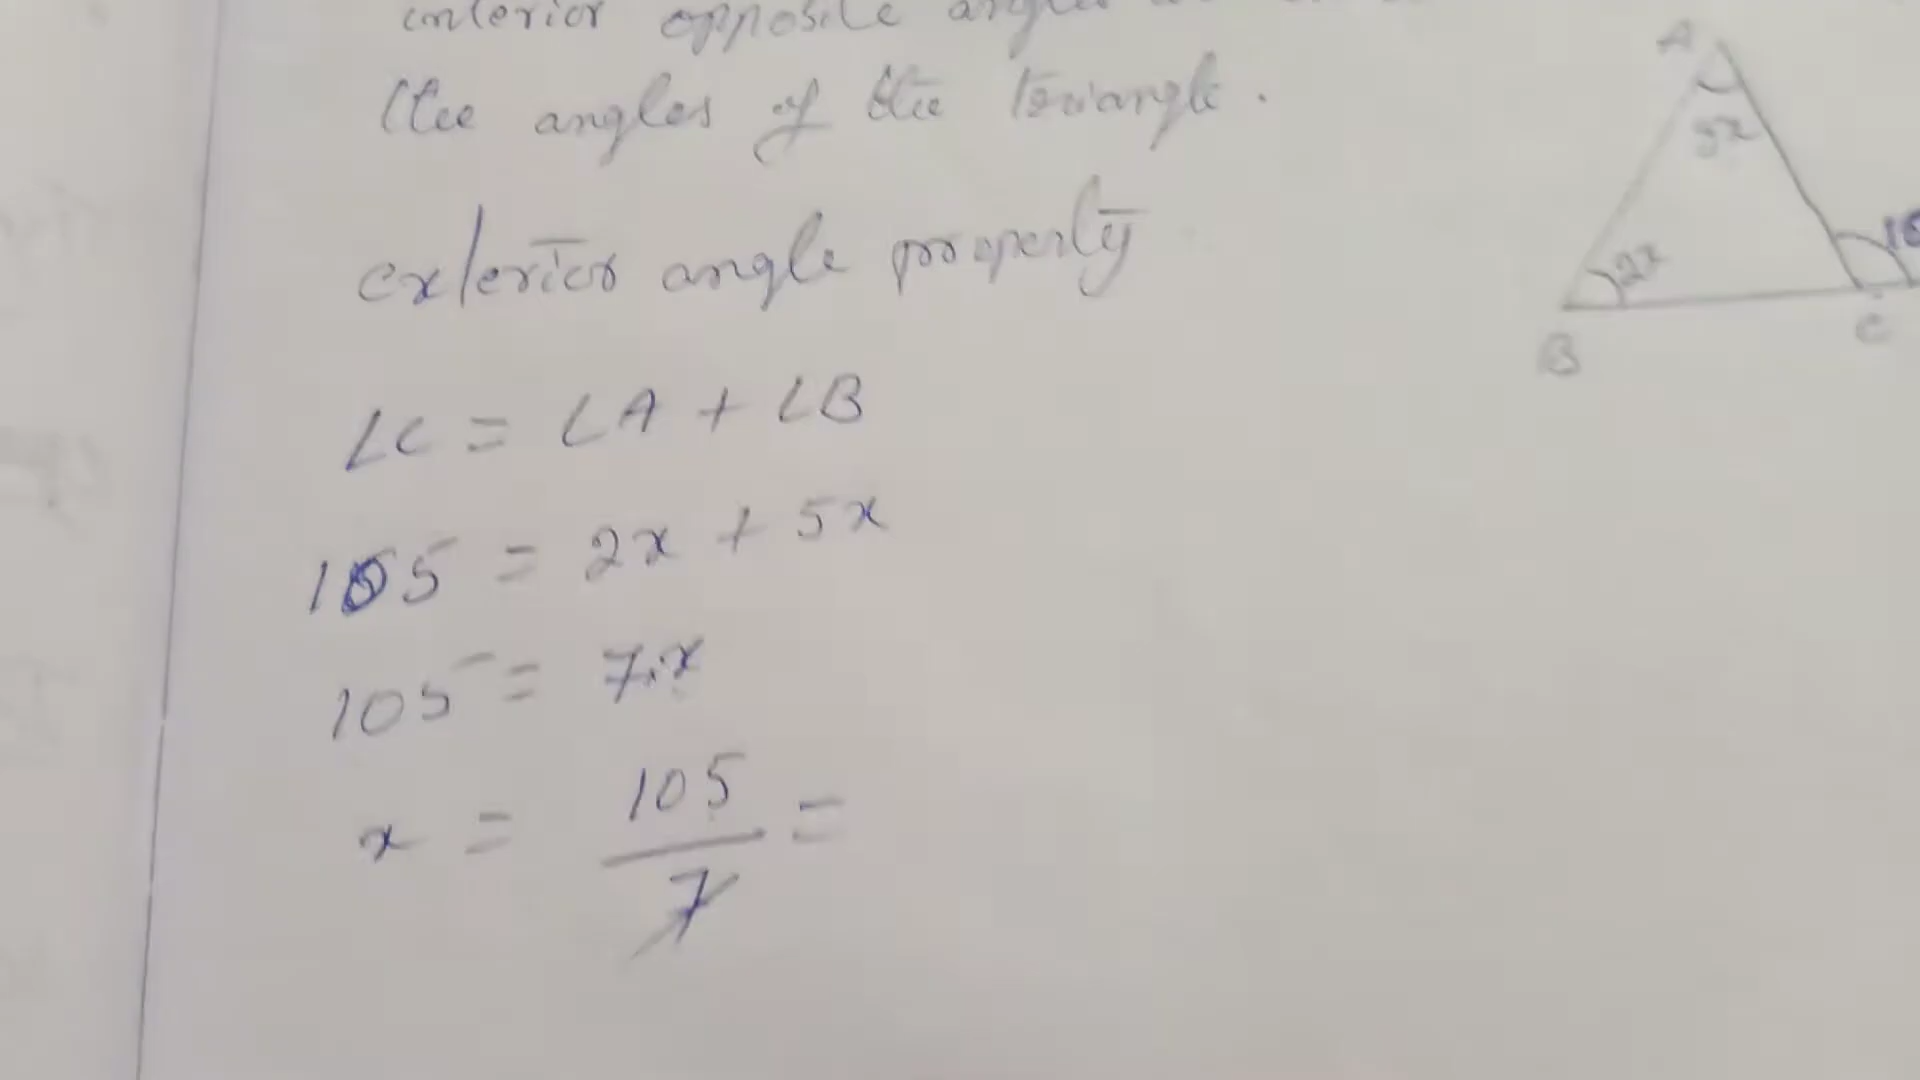 interior opposite angles
the angles of the triangle.
exterior angle property
∠C = ∠A + ∠B
105 = 2x + 5x
105 = 7x
x = 105/7 =
A
5x
2x
B
C